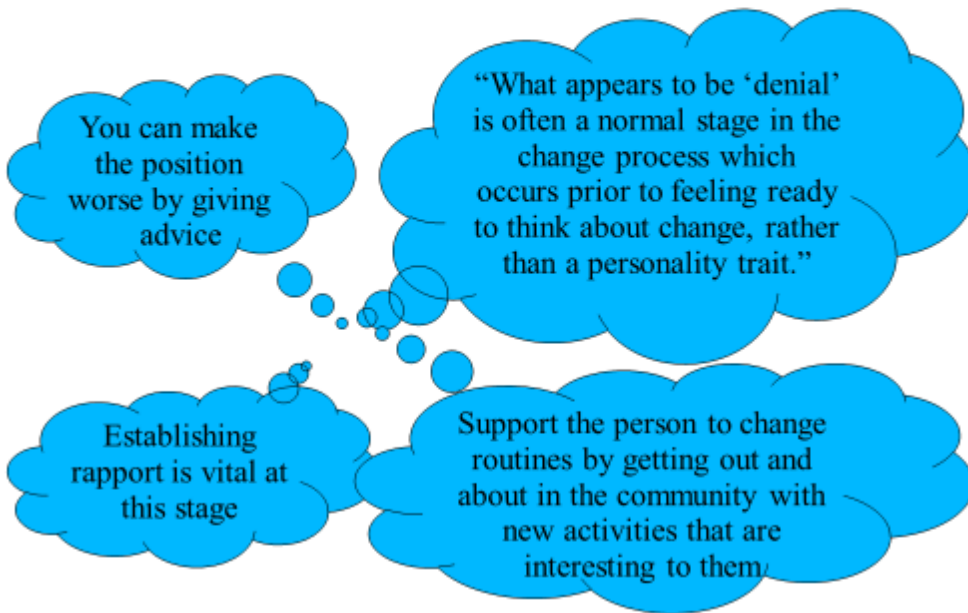 You can make
the position
worse by giving
advice
“What appears to be ‘denial’
is often a normal stage in the
change process which
occurs prior to feeling ready
to think about change, rather
than a personality trait.”
Establishing
rapport is vital at
this stage
Support the person to change
routines by getting out and
about in the community with
new activities that are
interesting to them